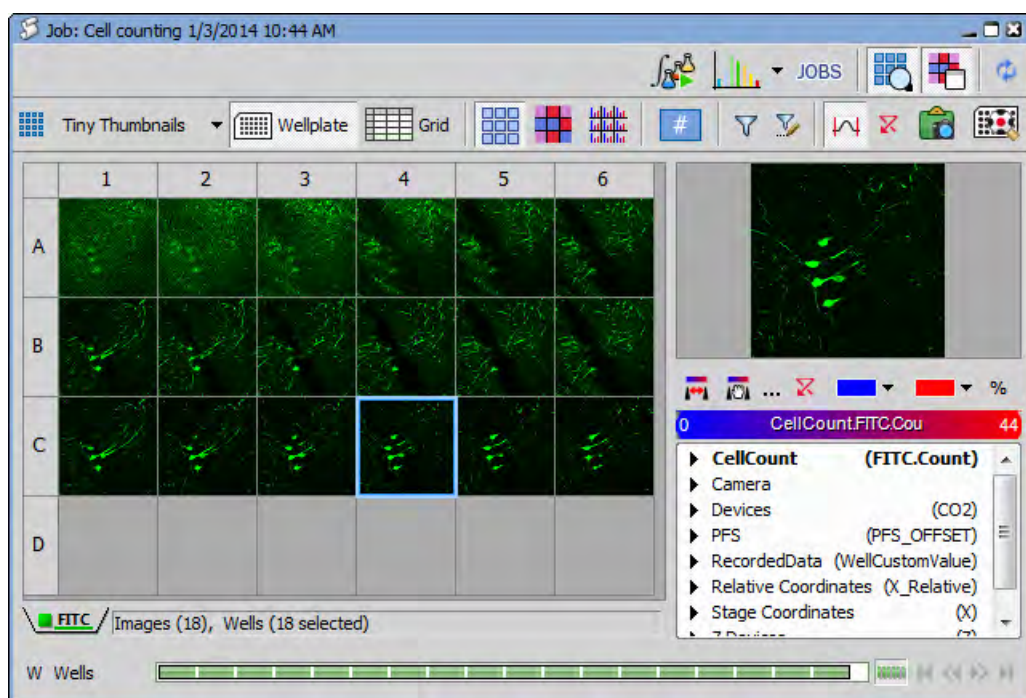 Job: Cell counting 1/3/2014 10:44 AM
JOBS
Tiny Thumbnails Wellplate Grid #
1 2 3 4 5 6
A
B
C
D
%
0 CellCount.FITC.Cou 44
CellCount (FITC.Count)
Camera
Devices (CO2)
PFS (PFS_OFFSET)
RecordedData (WellCustomValue)
Relative Coordinates (X_Relative)
Stage Coordinates (X)
FITC Images (18), Wells (18 selected)
W Wells